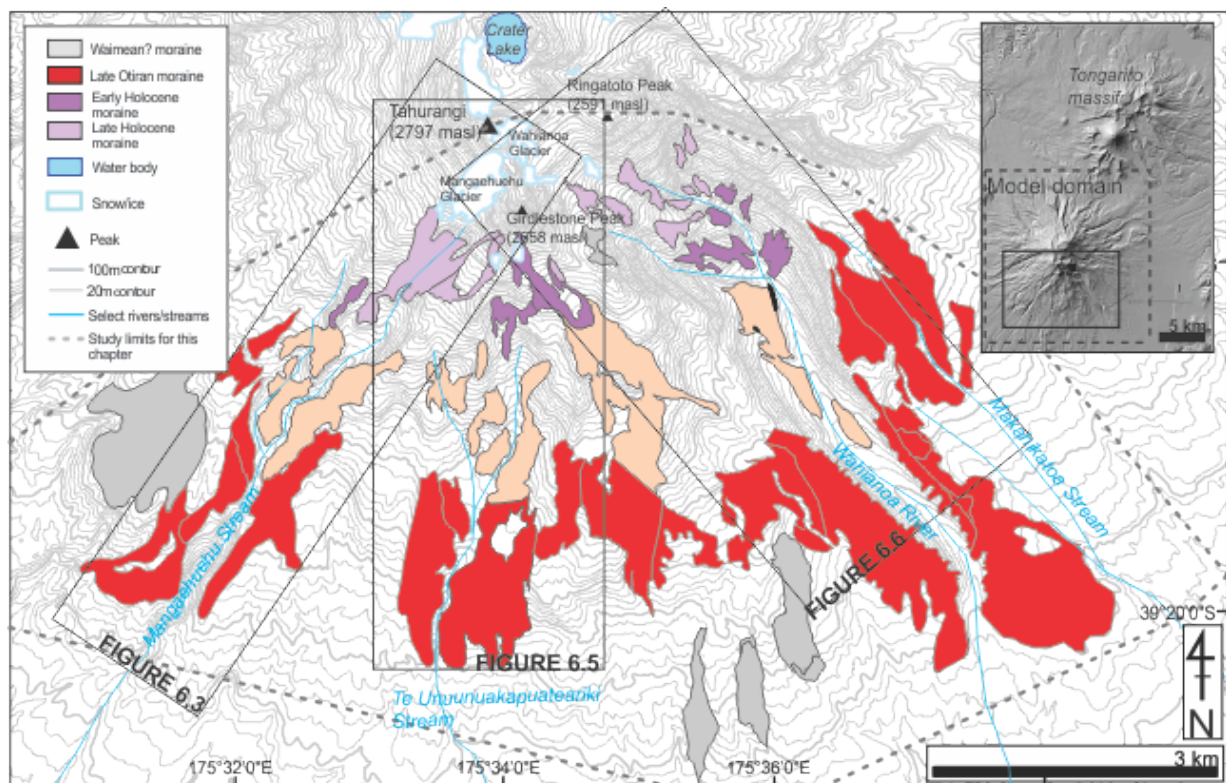 Waimean? moraine
Late Otiran moraine
Early Holocene
moraine
Late Holocene
moraine
Water body
Snow/ice
Peak
100m contour
20m contour
Select rivers/streams
Study limits for this
chapter
Crater
Lake
Ringatoto Peak
(2591 masl)
Tahurangi
(2797 masl)
Wahianoa
Glacier
Mangaehuehu
Glacier
Girdlestone Peak
(2658 masl)
Tongariro
massif
Model domain
5 km
Makahikatoa Stream
Wahianoa River
Mangaehuehu Stream
FIGURE 6.3
FIGURE 6.5
FIGURE 6.6
Te Unuunuakapuateariki
Stream
39°20'0"S
N
175°32'0"E
175°34'0"E
175°36'0"E
3 km